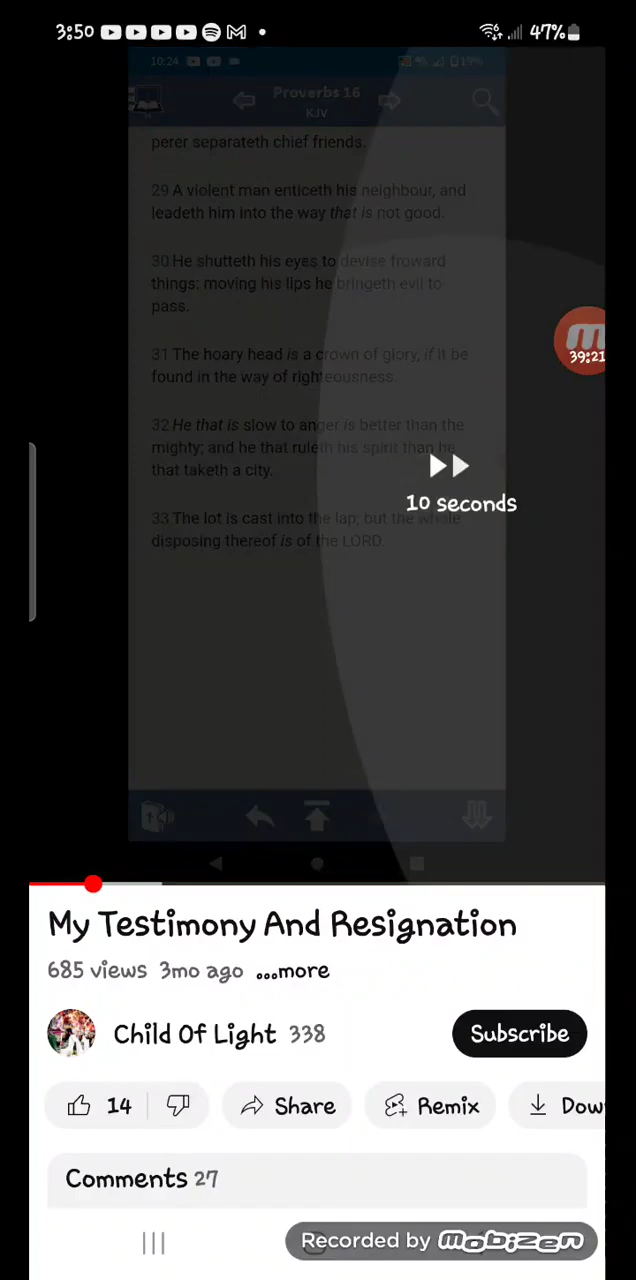 3:50
47%
10:24
19%
Proverbs 16
KJV
perer separateth chief friends.
29 A violent man enticeth his neighbour, and
leadeth him into the way that is not good.
30 He shutteth his eyes to devise froward
things: moving his lips he bringeth evil to
pass.
31 The hoary head is a crown of glory, if it be
found in the way of righteousness.
32 He that is slow to anger is better than the
mighty; and he that ruleth his spirit than he
that taketh a city.
33 The lot is cast into the lap; but the whole
disposing thereof is of the LORD.
39:21
10 seconds
My Testimony And Resignation
685 views 3mo ago ...more
Child Of Light 338
Subscribe
14
Share
Remix
Dow
Comments 27
Recorded by mobizen